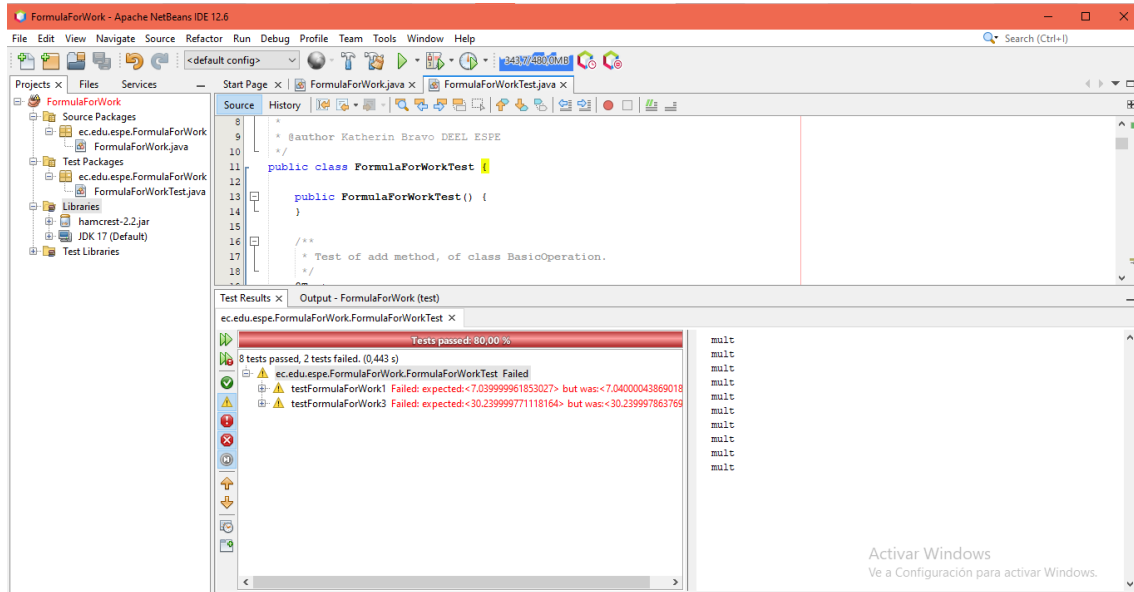 FormulaForWork - Apache NetBeans IDE 12.6
File Edit View Navigate Source Refactor Run Debug Profile Team Tools Window Help
Search (Ctrl+I)
<default config>
343,7/480,0MB
Projects Files Services
Start Page FormulaForWork.java FormulaForWorkTest.java
FormulaForWork
Source Packages
ec.edu.espe.FormulaForWork
FormulaForWork.java
Test Packages
ec.edu.espe.FormulaForWork
FormulaForWorkTest.java
Libraries
hamcrest-2.2.jar
JDK 17 (Default)
Test Libraries
Source History
8 *
9 * @author Katherin Bravo DEEL ESPE
10 */
11 public class FormulaForWorkTest {
12
13 public FormulaForWorkTest() {
14 }
15
16 /**
17 * Test of add method, of class BasicOperation.
18 */
Test Results Output - FormulaForWork (test)
ec.edu.espe.FormulaForWork.FormulaForWorkTest
Tests passed: 80,00 %
8 tests passed, 2 tests failed. (0,443 s)
ec.edu.espe.FormulaForWork.FormulaForWorkTest Failed
testFormulaForWork1 Failed: expected:<7.039999961853027> but was:<7.04000043869018
testFormulaForWork3 Failed: expected:<30.239999771118164> but was:<30.239997863769
mult
mult
mult
mult
mult
mult
mult
mult
mult
mult
Activar Windows
Ve a Configuración para activar Windows.